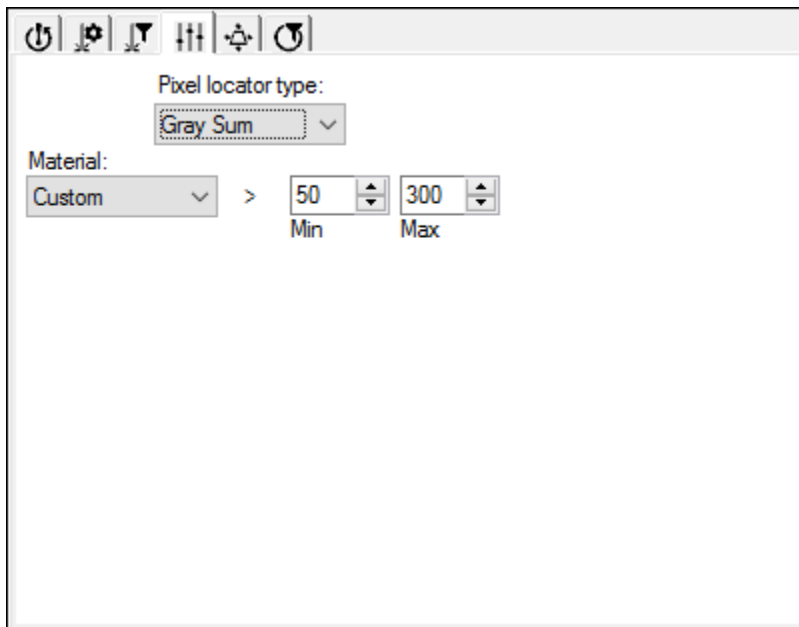 Pixel locator type:
Gray Sum
Material:
Custom > 50 300
Min Max